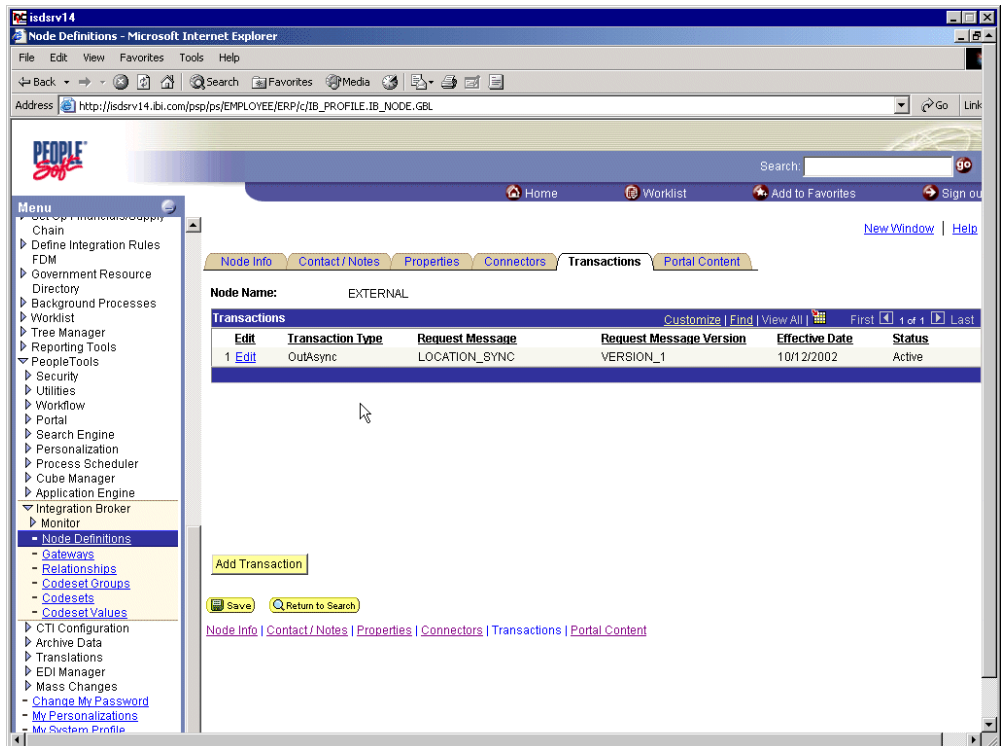 isdsrv14
Node Definitions - Microsoft Internet Explorer
File Edit View Favorites Tools Help
Back Search Favorites Media
Address http://isdsrv14.ibi.com/psp/ps/EMPLOYEE/ERP/c/IB_PROFILE.IB_NODE.GBL Go Link
PEOPLE
Soft
Search: go
Home Worklist Add to Favorites Sign ou
Menu
Chain
Define Integration Rules
FDM
Government Resource
Directory
Background Processes
Worklist
Tree Manager
Reporting Tools
PeopleTools
Security
Utilities
Workflow
Portal
Search Engine
Personalization
Process Scheduler
Cube Manager
Application Engine
Integration Broker
Monitor
Node Definitions
Gateways
Relationships
Codeset Groups
Codesets
Codeset Values
CTI Configuration
Archive Data
Translations
EDI Manager
Mass Changes
Change My Password
My Personalizations
My System Profile
New Window | Help
Node Info Contact / Notes Properties Connectors Transactions Portal Content
Node Name: EXTERNAL
Transactions Customize | Find | View All | First 1 of 1 Last
Edit Transaction Type Request Message Request Message Version Effective Date Status
1 Edit OutAsync LOCATION_SYNC VERSION_1 10/12/2002 Active
Add Transaction
Save Return to Search
Node Info | Contact / Notes | Properties | Connectors | Transactions | Portal Content